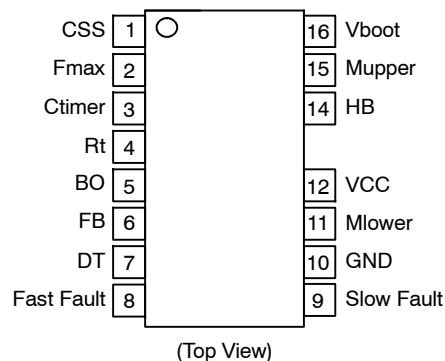 CSS 1 16 Vboot
Fmax 2 15 Mupper
Ctimer 3 14 HB
Rt 4
BO 5 12 VCC
FB 6 11 Mlower
DT 7 10 GND
Fast Fault 8 9 Slow Fault
(Top View)